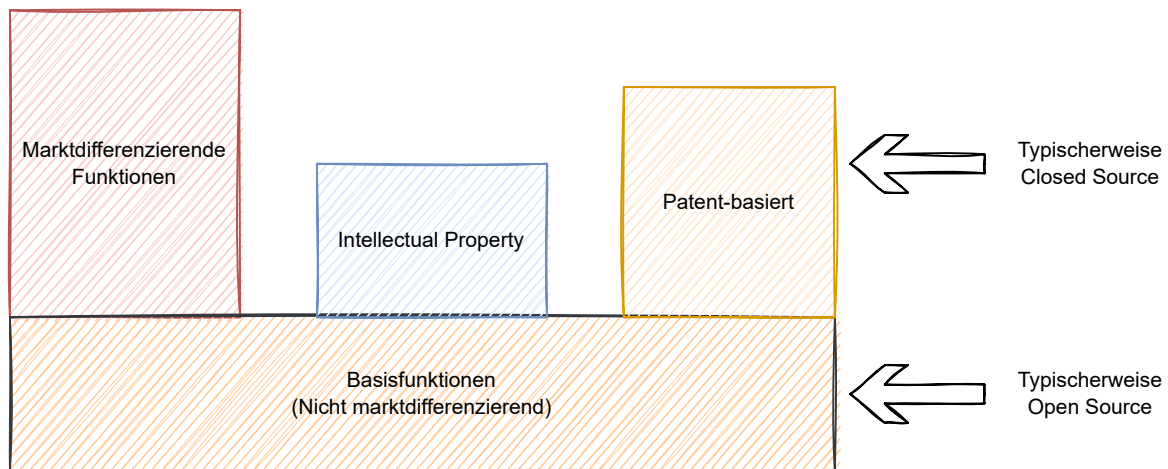 Marktdifferenzierende
Funktionen
Intellectual Property
Patent-basiert
Typischerweise
Closed Source
Basisfunktionen
(Nicht marktdifferenzierend)
Typischerweise
Open Source